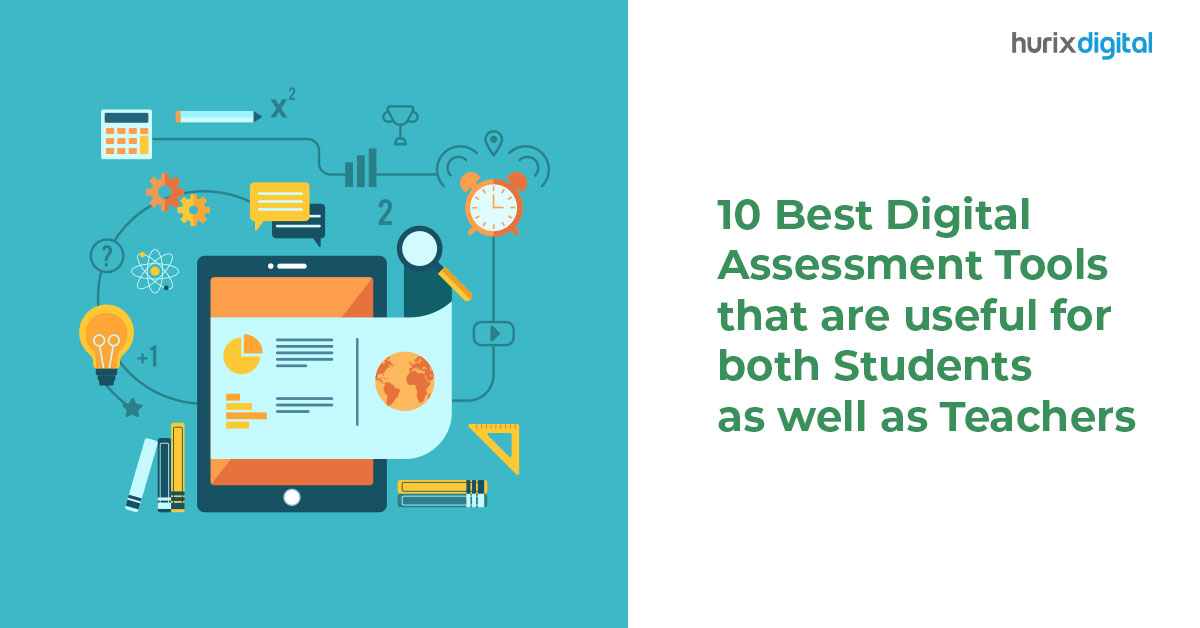 x²
2
?
+1
hurixdigital
10 Best Digital
Assessment Tools
that are useful for
both Students
as well as Teachers